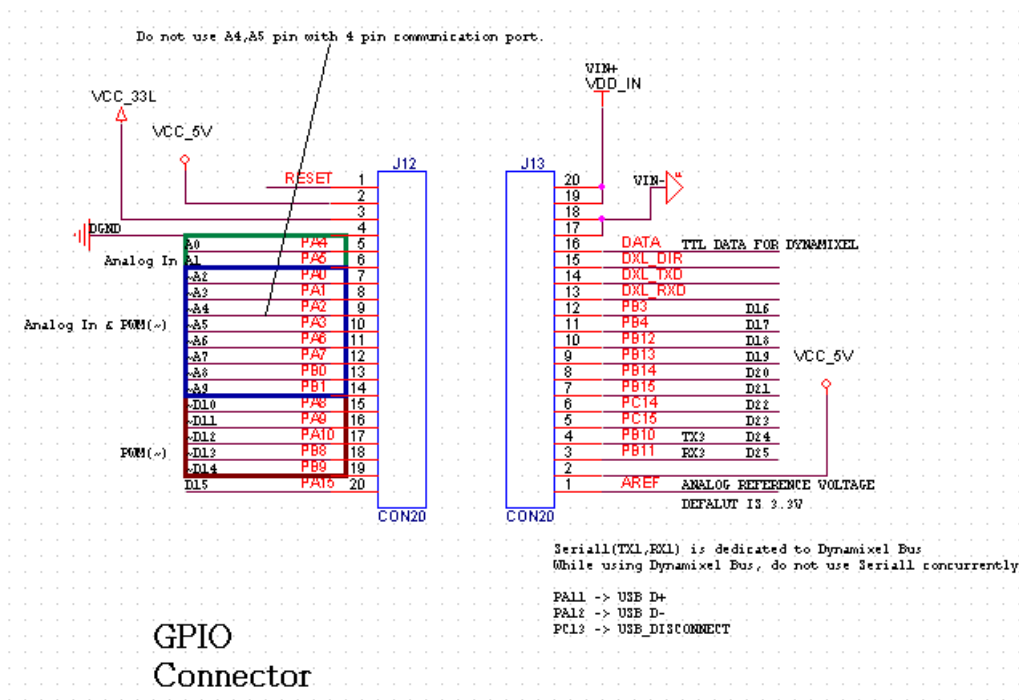 Do not use A4,A5 pin with 4 pin communication port.
VIN+
VDD_IN
VCC_33L
VCC_5V
J12
J13
RESET 1
2
3
DGND 4
A0 PA4 5
Analog In A1 PA5 6
~A2 PA0 7
~A3 PA1 8
~A4 PA2 9
Analog In & PWM(~) ~A5 PA3 10
~A6 PA6 11
~A7 PA7 12
~A8 PB0 13
~A9 PB1 14
~D10 PA8 15
~D11 PA9 16
~D12 PA10 17
PWM(~) ~D13 PB8 18
~D14 PB9 19
D15 PA15 20
CON20
20 VIN-
19
18
17
16 DATA TTL DATA FOR DYNAMIXEL
15 DXL_DIR
14 DXL_TXD
13 DXL_RXD
12 PB3 D16
11 PB4 D17
10 PB12 D18
9 PB13 D19 VCC_5V
8 PB14 D20
7 PB15 D21
6 PC14 D22
5 PC15 D23
4 PB10 TX3 D24
3 PB11 RX3 D25
2
1 AREF ANALOG REFERENCE VOLTAGE
DEFALUT IS 3.3V
CON20
Serial1(TX1,RX1) is dedicated to Dynamixel Bus
While using Dynamixel Bus, do not use Serial1 concurrently
PA11 -> USB D+
PA12 -> USB D-
PC13 -> USB_DISCONNECT
GPIO
Connector